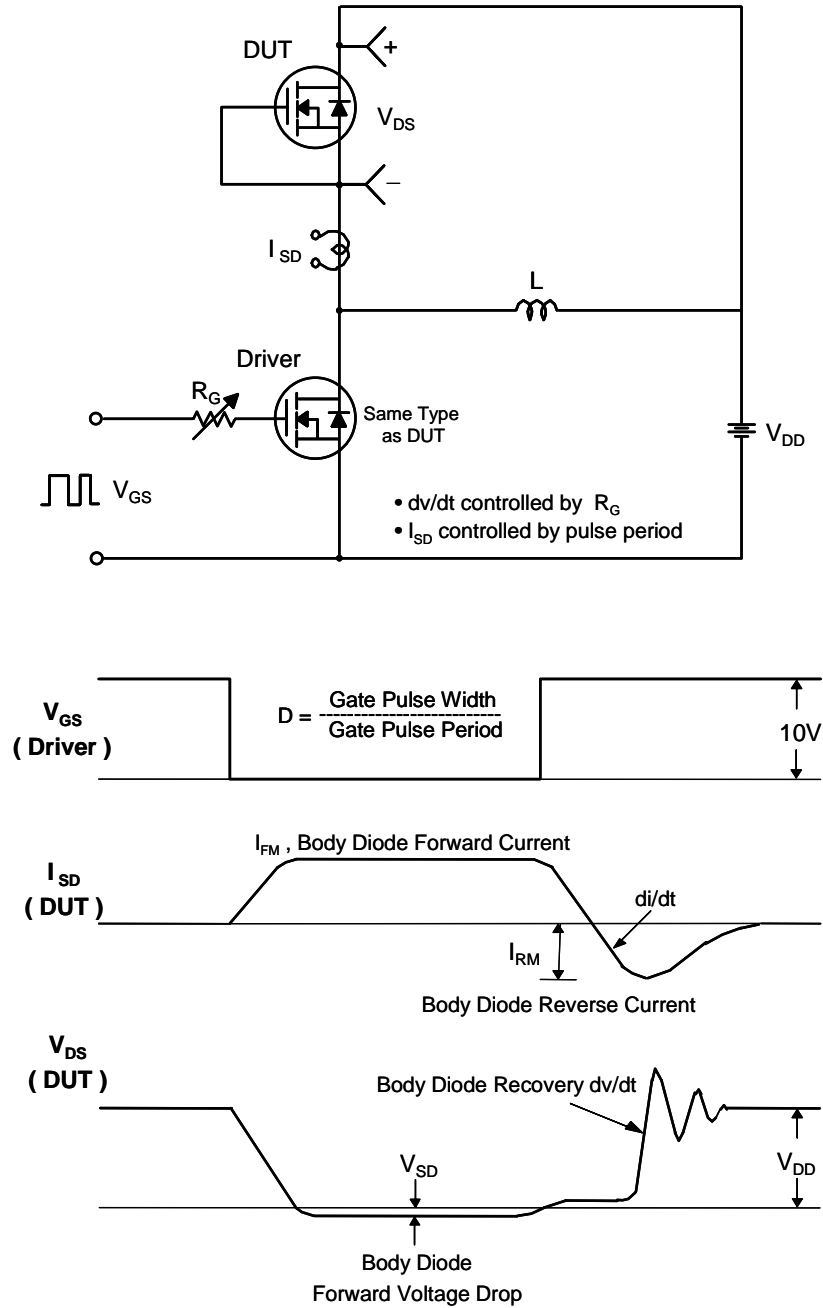 DUT
+
V_DS
−
I_SD
L
Driver
R_G
Same Type
as DUT
V_DD
V_GS
• dv/dt controlled by R_G
• I_SD controlled by pulse period
V_GS
( Driver )
D = Gate Pulse Width
Gate Pulse Period
10V
I_FM , Body Diode Forward Current
I_SD
( DUT )
di/dt
I_RM
Body Diode Reverse Current
V_DS
( DUT )
Body Diode Recovery dv/dt
V_SD
V_DD
Body Diode
Forward Voltage Drop